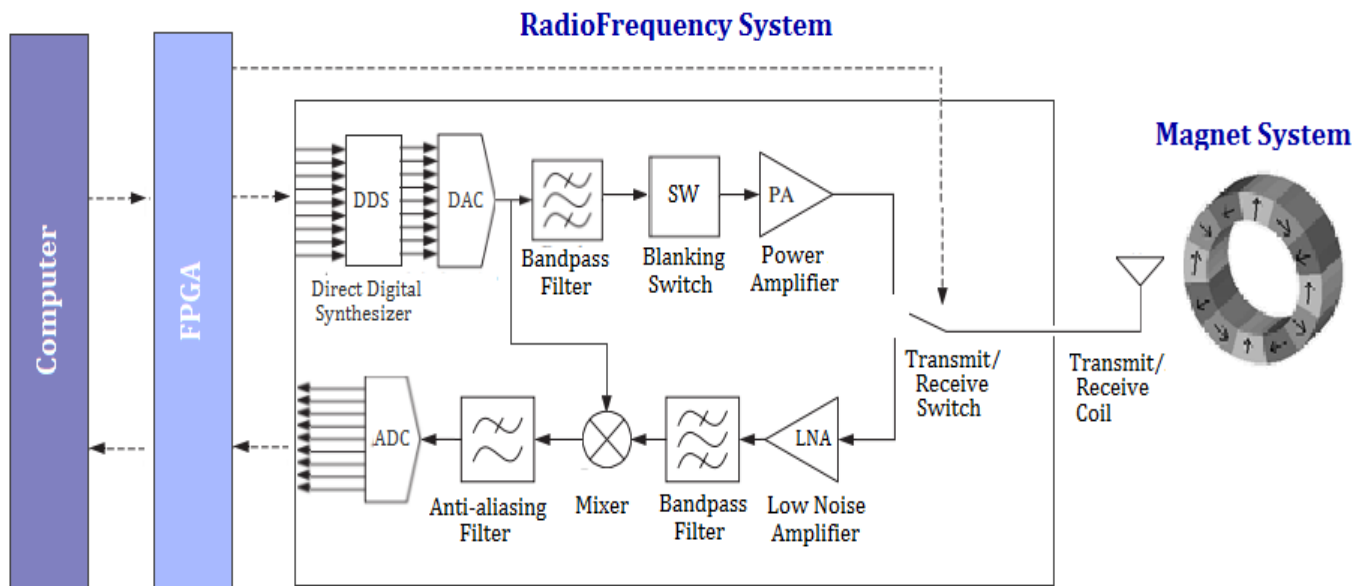 RadioFrequency System
Magnet System
Computer
FPGA
DDS
Direct Digital
Synthesizer
DAC
Bandpass
Filter
SW
Blanking
Switch
PA
Power
Amplifier
Transmit/
Receive
Switch
Transmit/
Receive
Coil
ADC
Anti-aliasing
Filter
Mixer
Bandpass
Filter
LNA
Low Noise
Amplifier